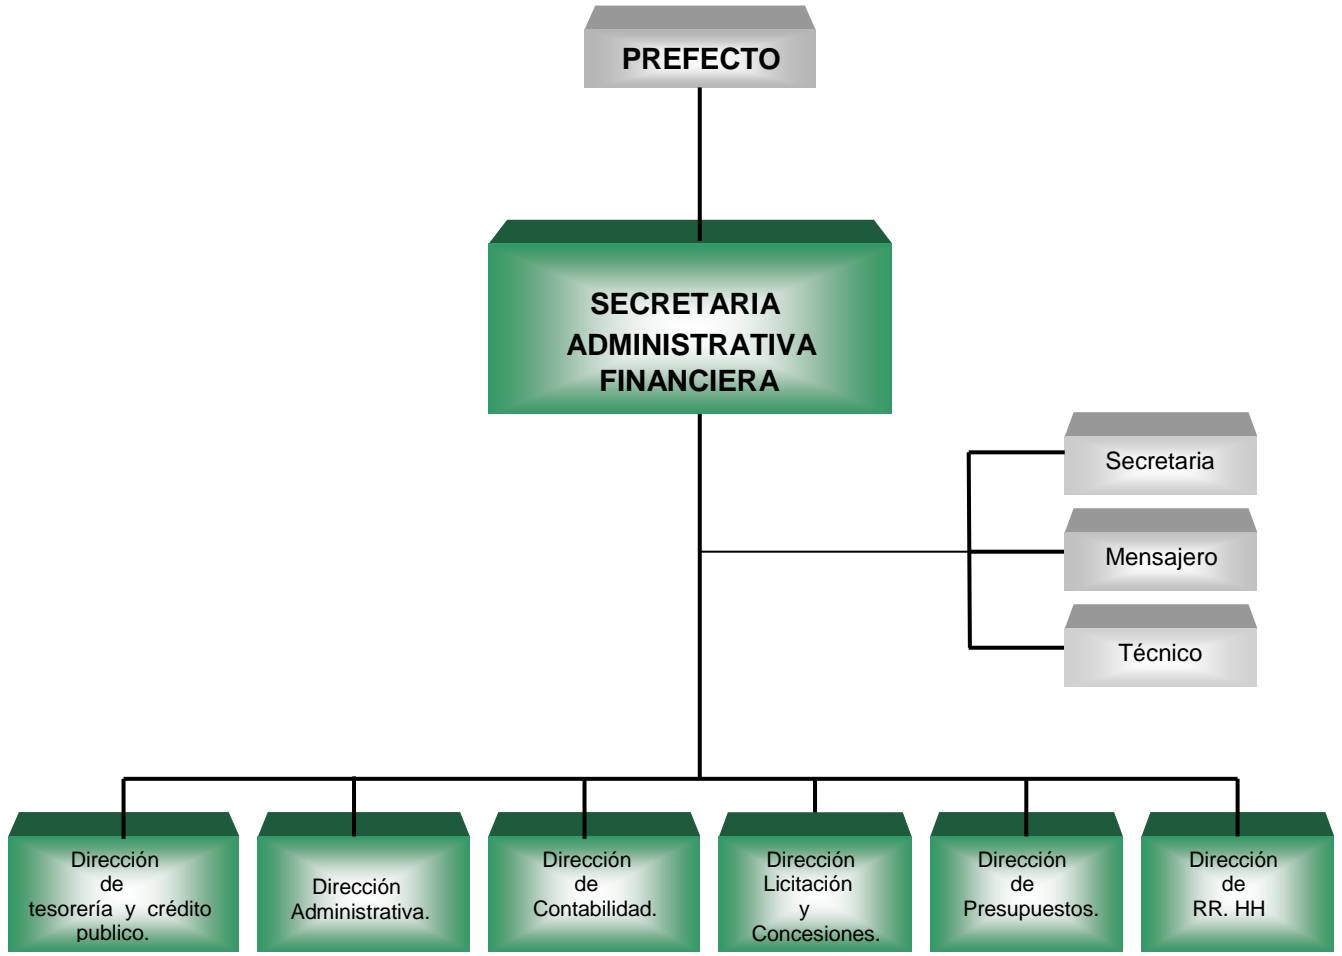 PREFECTO
SECRETARIA
ADMINISTRATIVA
FINANCIERA
Secretaria
Mensajero
Técnico
Dirección
de
tesorería y crédito
publico.
Dirección
Administrativa.
Dirección
de
Contabilidad.
Dirección
Licitación
y
Concesiones.
Dirección
de
Presupuestos.
Dirección
de
RR. HH